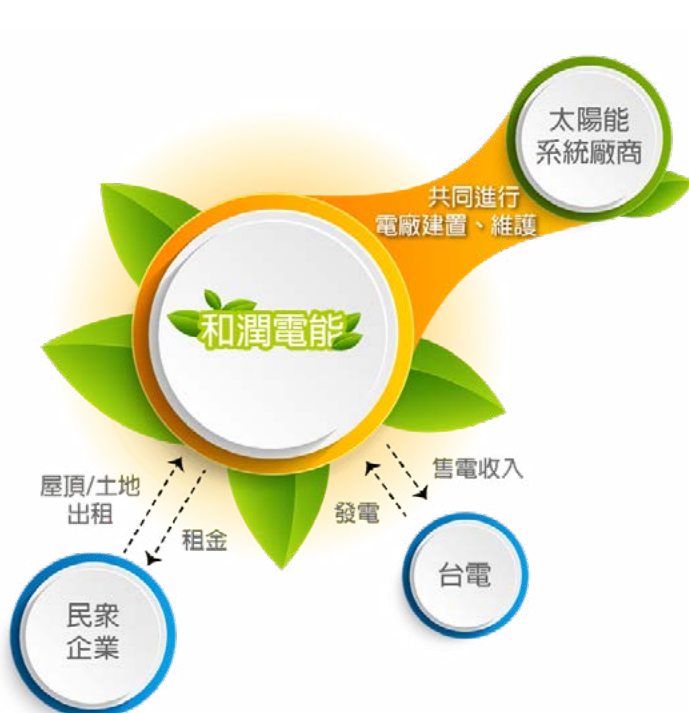 太陽能
系統廠商
共同進行
電廠建置、維護
和潤電能
屋頂/土地
出租
租金
售電收入
發電
台電
民眾
企業